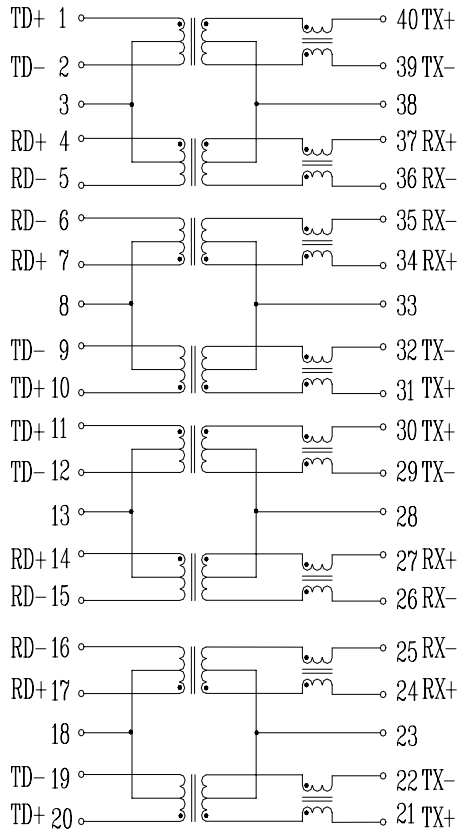 TD+ 1 40 TX+
TD- 2 39 TX-
3 38
RD+ 4 37 RX+
RD- 5 36 RX-
RD- 6 35 RX-
RD+ 7 34 RX+
8 33
TD- 9 32 TX-
TD+ 10 31 TX+
TD+ 11 30 TX+
TD- 12 29 TX-
13 28
RD+ 14 27 RX+
RD- 15 26 RX-
RD- 16 25 RX-
RD+ 17 24 RX+
18 23
TD- 19 22 TX-
TD+ 20 21 TX+